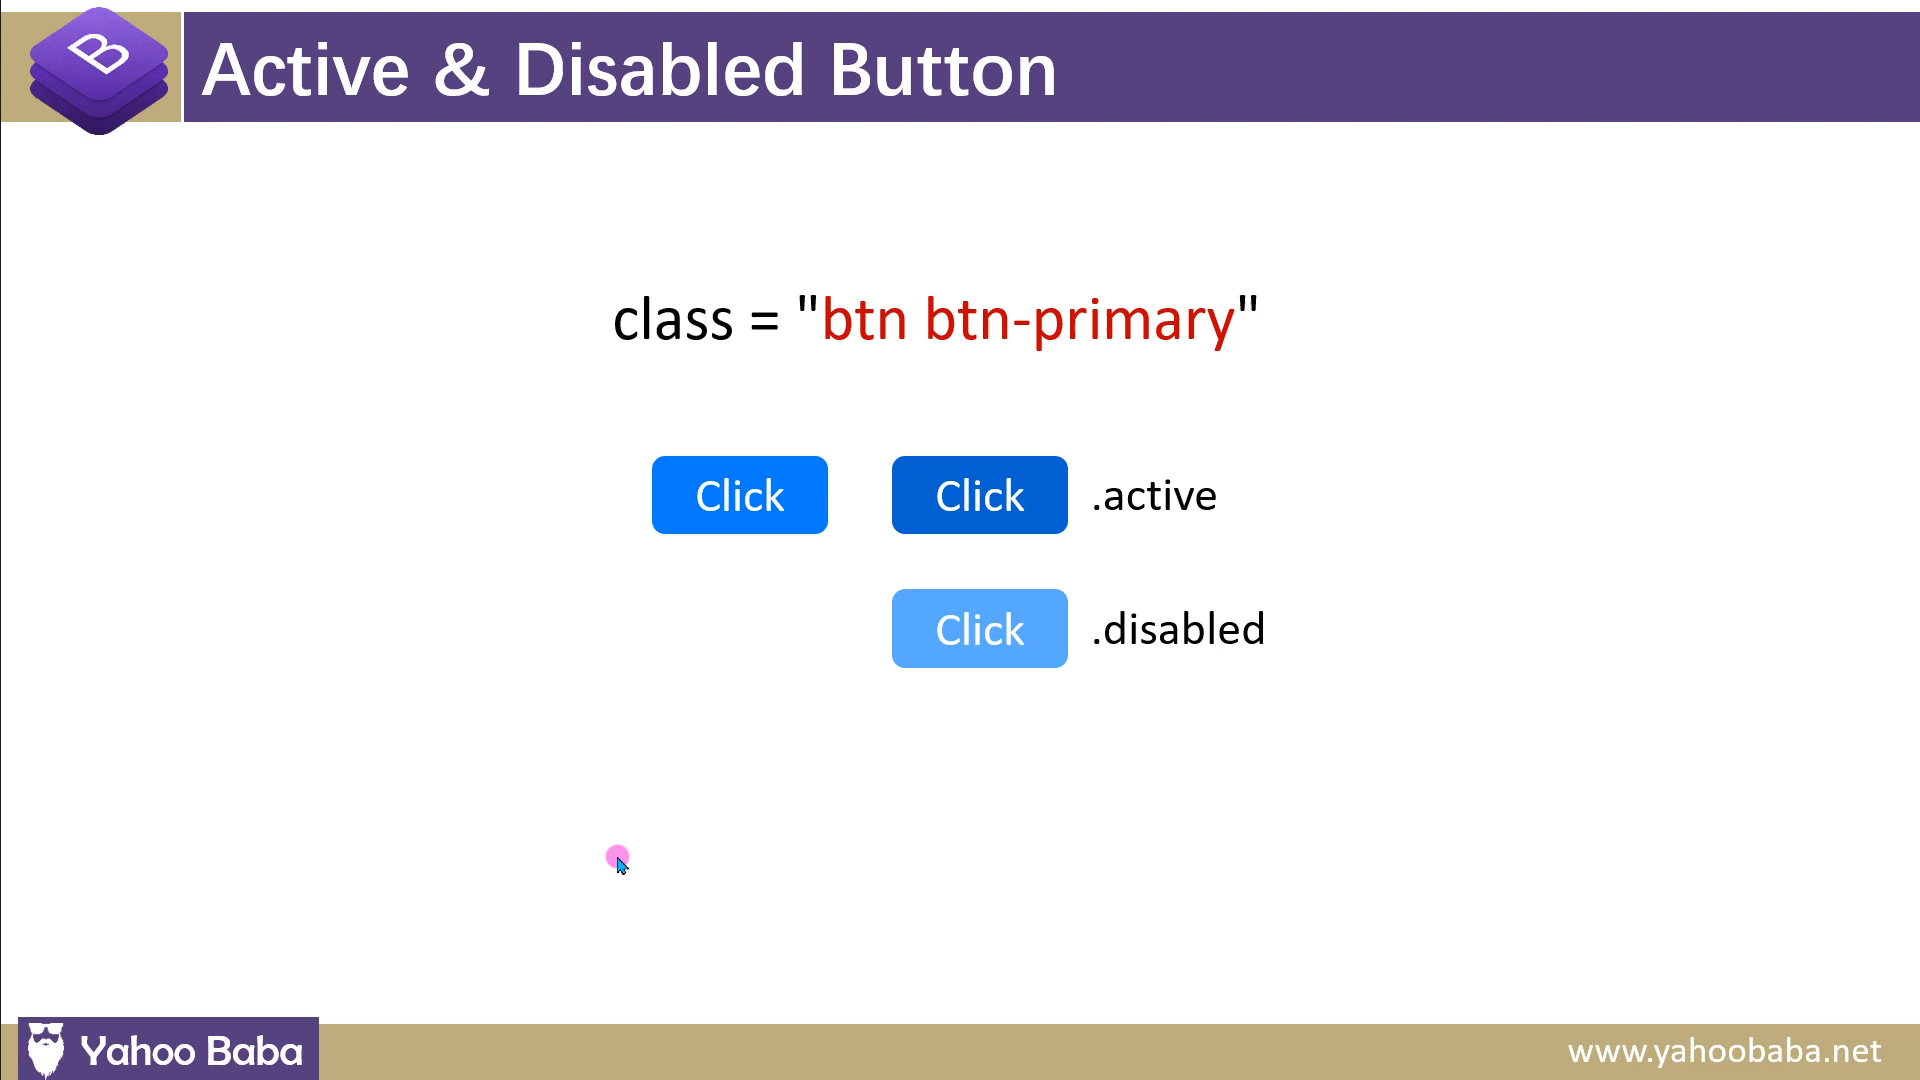 B
Active & Disabled Button
class = "btn btn-primary"
Click Click .active
Click .disabled
Yahoo Baba
www.yahoobaba.net